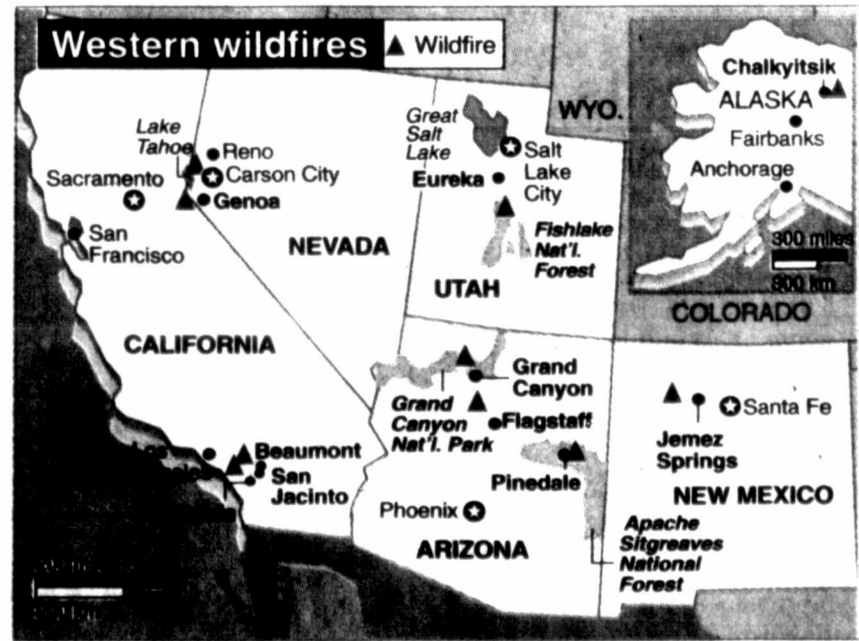 Western wildfires
Wildfire
Lake
Tahoe
Reno
Carson City
Sacramento
Genoa
San
Francisco
NEVADA
CALIFORNIA
Great
Salt
Lake
WYO.
Salt
Lake
City
Eureka
Fishlake
Nat'l.
Forest
UTAH
Chalkyitsik
ALASKA
Fairbanks
Anchorage
300 miles
300 km
COLORADO
Grand
Canyon
Grand
Canyon
Nat'l. Park
Flagstaff
Pinedale
Phoenix
ARIZONA
Apache
Sitgreaves
National
Forest
Santa Fe
Jemez
Springs
NEW MEXICO
Los
Beaumont
San
Jacinto